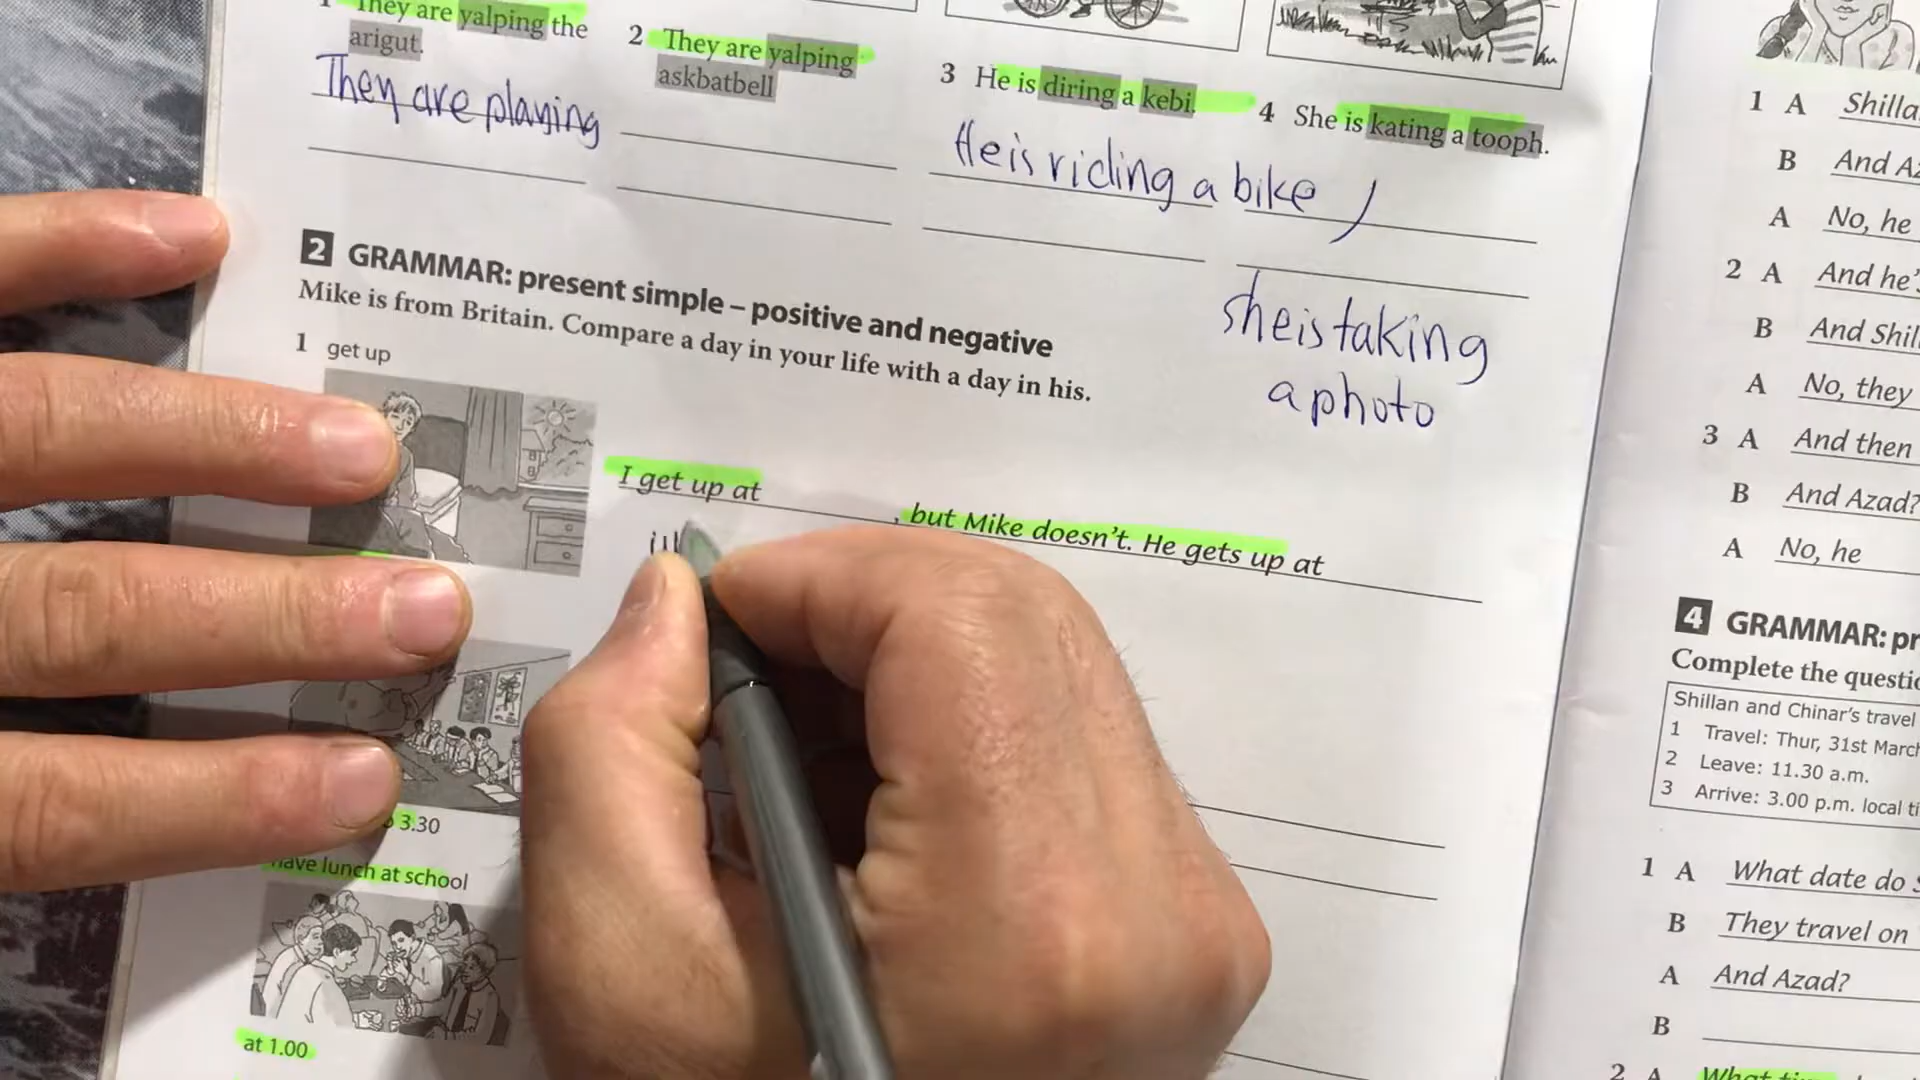 They are yalping the
arigut.
They are playing
2 They are yalping
askbatbell
3 He is diring a kebi.
He is riding a bike
4 She is kating a tooph.
she is taking
a photo
2 GRAMMAR: present simple – positive and negative
Mike is from Britain. Compare a day in your life with a day in his.
1 get up
I get up at , but Mike doesn't. He gets up at
3.30
have lunch at school
at 1.00
1 A Shilla
B And Az
A No, he
2 A And he's
B And Shil
A No, they
3 A And then
B And Azad?
A No, he
4 GRAMMAR: pr
Complete the questio
Shillan and Chinar's travel
1 Travel: Thur, 31st March
2 Leave: 11.30 a.m.
3 Arrive: 3.00 p.m. local ti
1 A What date do S
B They travel on
A And Azad?
B
2 A What tim